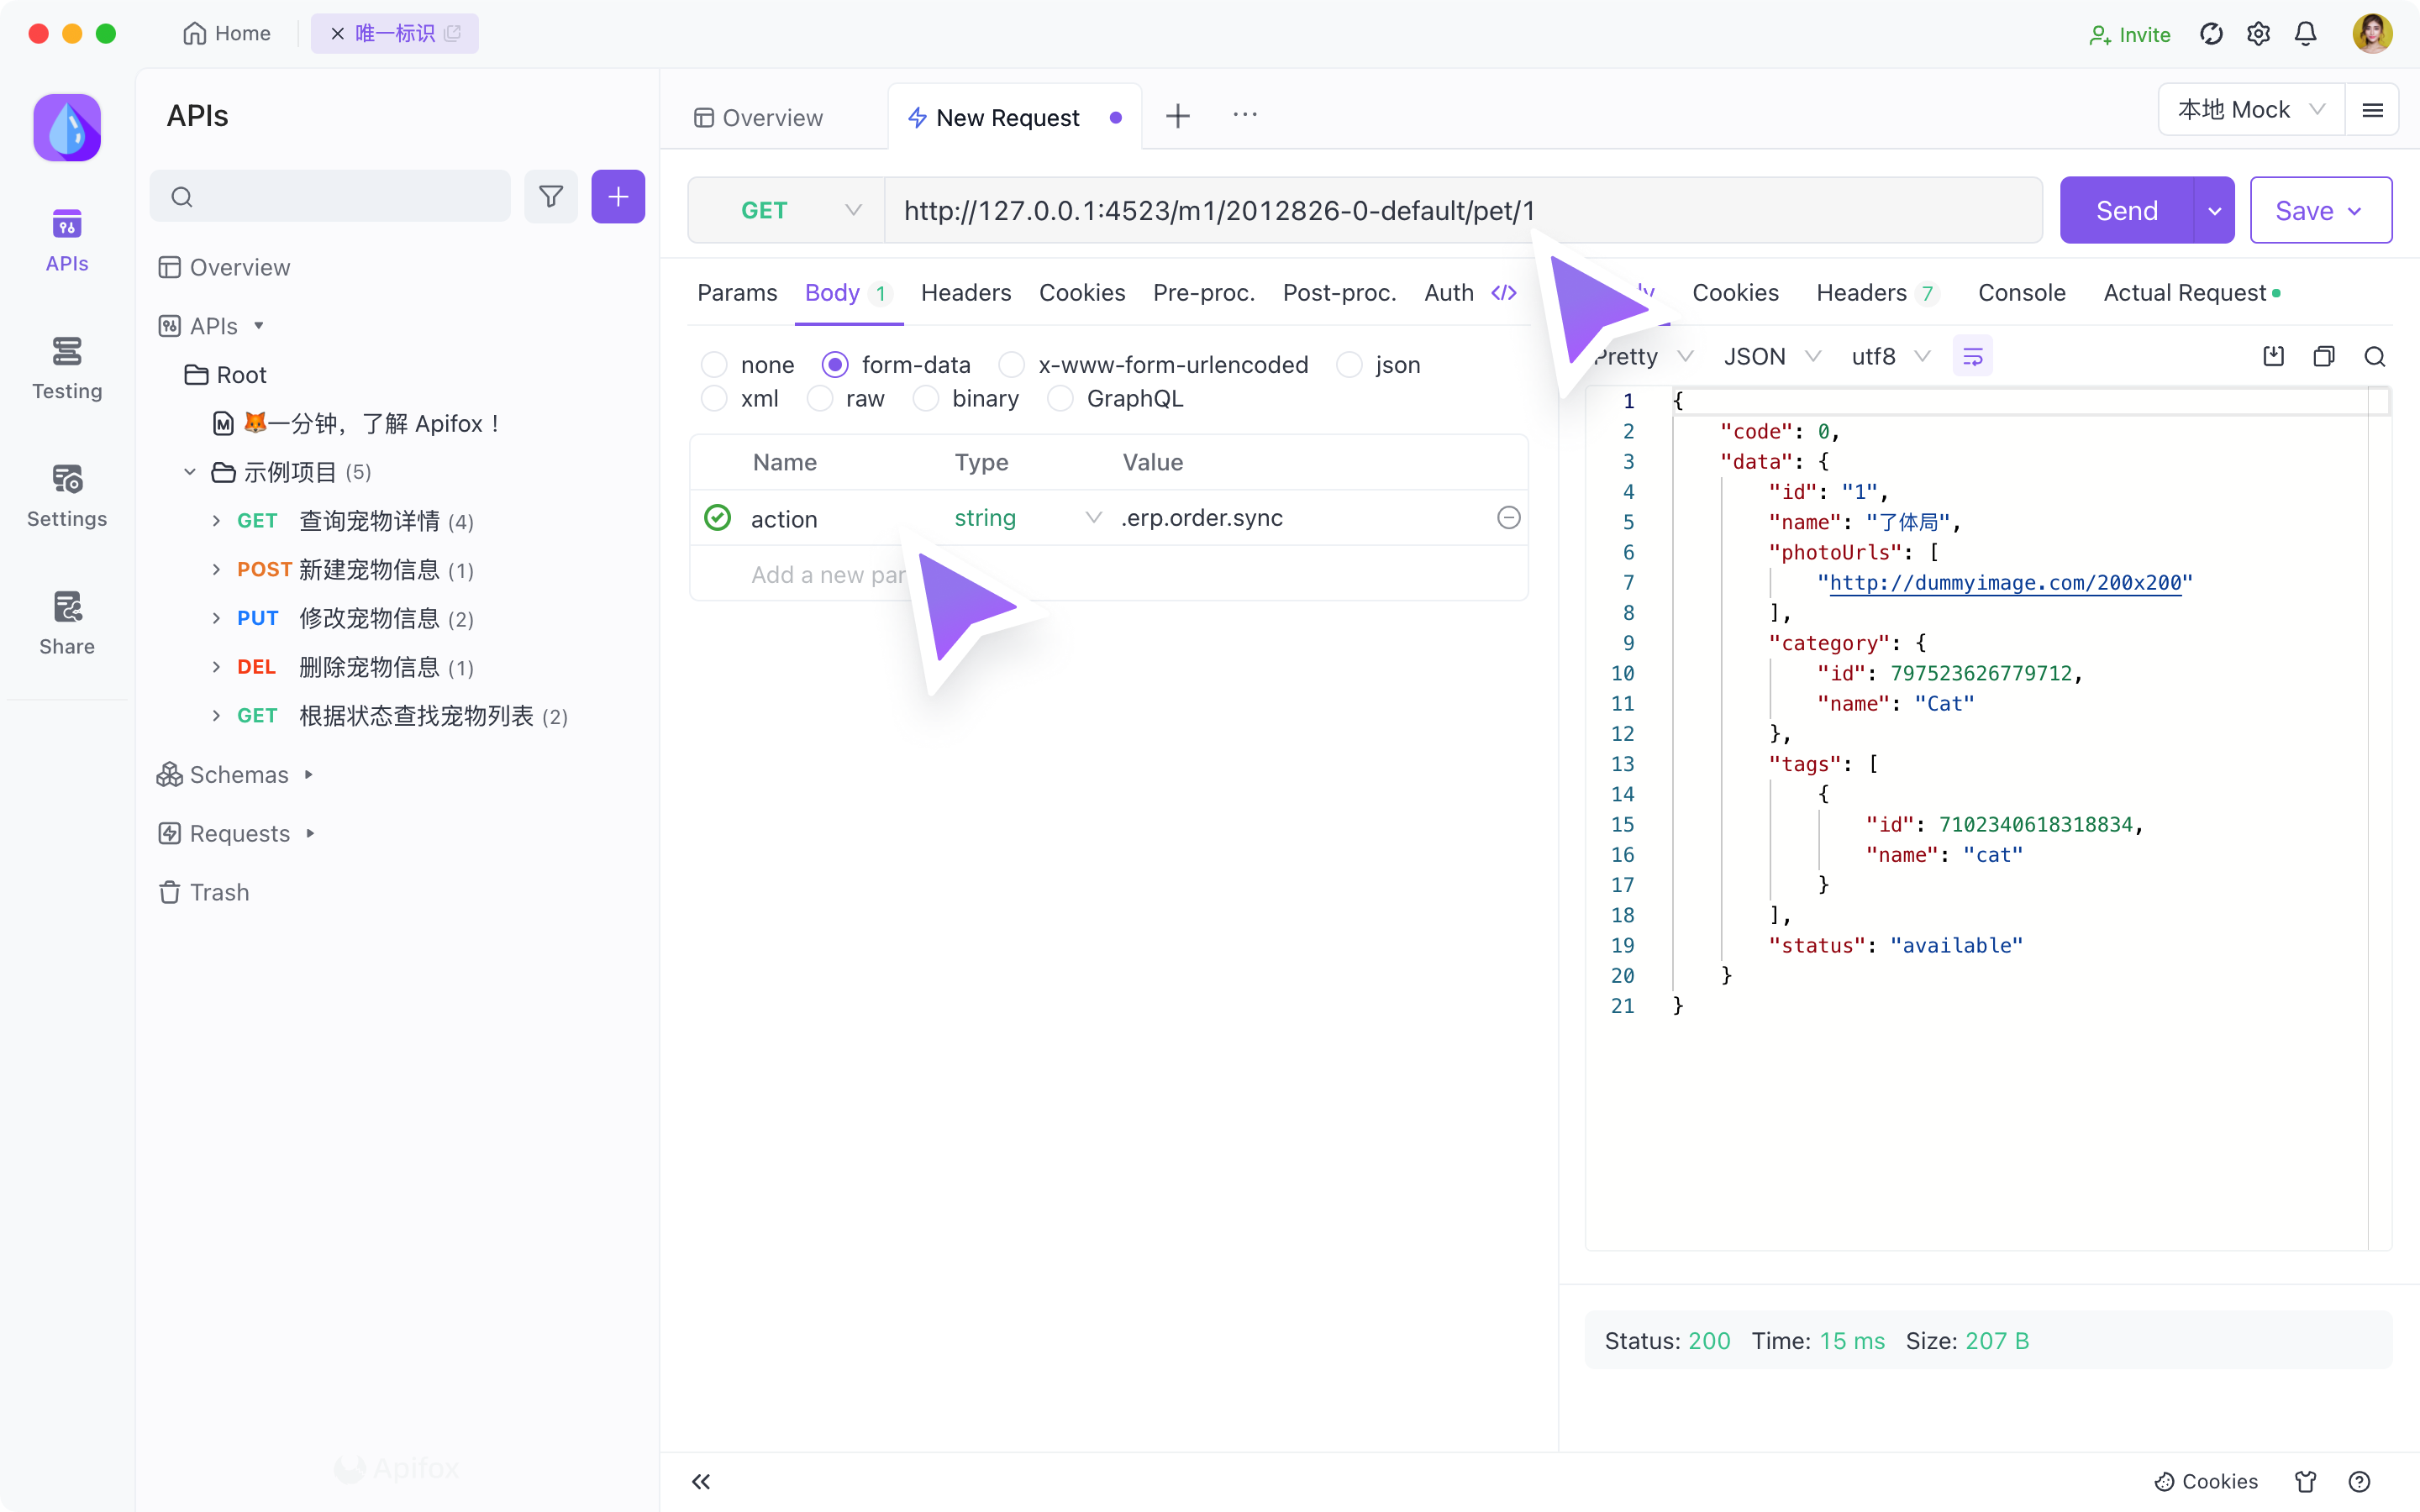 Home
唯一标识
Invite
APIs
Testing
Settings
Share
APIs
Overview
APIs
Root
M 🦊一分钟，了解 Apifox！
示例项目 (5)
GET 查询宠物详情 (4)
POST 新建宠物信息 (1)
PUT 修改宠物信息 (2)
DEL 删除宠物信息 (1)
GET 根据状态查找宠物列表 (2)
Schemas
Requests
Trash
Apifox
Overview
New Request
本地 Mock
GET http://127.0.0.1:4523/m1/2012826-0-default/pet/1
Send
Save
Params Body 1 Headers Cookies Pre-proc. Post-proc. Auth </>
none form-data x-www-form-urlencoded json
xml raw binary GraphQL
Name Type Value
action string .erp.order.sync
Add a new par
Cookies Headers 7 Console Actual Request
Pretty JSON utf8
1 {
2 "code": 0,
3 "data": {
4 "id": "1",
5 "name": "了体局",
6 "photoUrls": [
7 "http://dummyimage.com/200x200"
8 ],
9 "category": {
10 "id": 797523626779712,
11 "name": "Cat"
12 },
13 "tags": [
14 {
15 "id": 7102340618318834,
16 "name": "cat"
17 }
18 ],
19 "status": "available"
20 }
21 }
Status: 200 Time: 15 ms Size: 207 B
Cookies